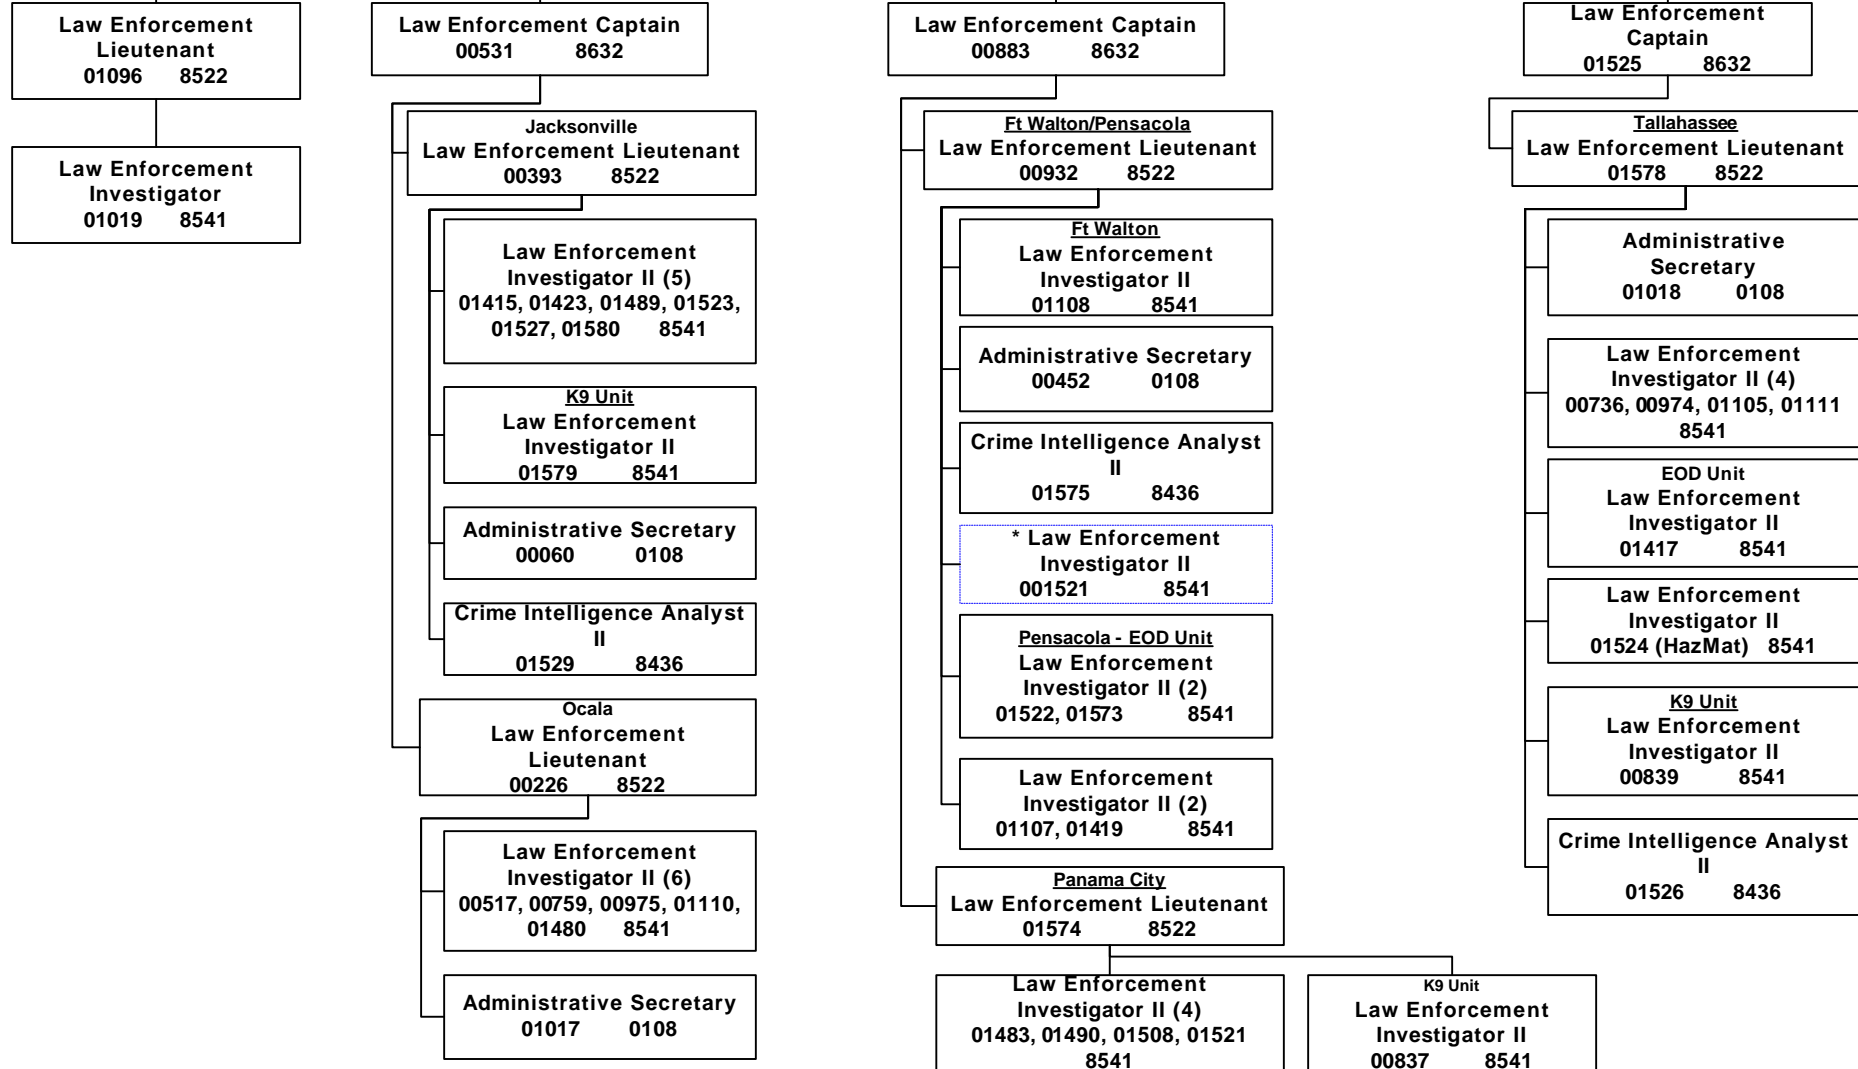 Law Enforcement
Lieutenant
01096 8522
Law Enforcement
Investigator
01019 8541
Law Enforcement Captain
00531 8632
Jacksonville
Law Enforcement Lieutenant
00393 8522
Law Enforcement
Investigator II (5)
01415, 01423, 01489, 01523,
01527, 01580 8541
K9 Unit
Law Enforcement
Investigator II
01579 8541
Administrative Secretary
00060 0108
Crime Intelligence Analyst
II
01529 8436
Ocala
Law Enforcement
Lieutenant
00226 8522
Law Enforcement
Investigator II (6)
00517, 00759, 00975, 01110,
01480 8541
Administrative Secretary
01017 0108
Law Enforcement Captain
00883 8632
Ft Walton/Pensacola
Law Enforcement Lieutenant
00932 8522
Ft Walton
Law Enforcement
Investigator II
01108 8541
Administrative Secretary
00452 0108
Crime Intelligence Analyst
II
01575 8436
* Law Enforcement
Investigator II
001521 8541
Pensacola - EOD Unit
Law Enforcement
Investigator II (2)
01522, 01573 8541
Law Enforcement
Investigator II (2)
01107, 01419 8541
Panama City
Law Enforcement Lieutenant
01574 8522
Law Enforcement
Investigator II (4)
01483, 01490, 01508, 01521
8541
K9 Unit
Law Enforcement
Investigator II
00837 8541
Law Enforcement
Captain
01525 8632
Tallahassee
Law Enforcement Lieutenant
01578 8522
Administrative
Secretary
01018 0108
Law Enforcement
Investigator II (4)
00736, 00974, 01105, 01111
8541
EOD Unit
Law Enforcement
Investigator II
01417 8541
Law Enforcement
Investigator II
01524 (HazMat) 8541
K9 Unit
Law Enforcement
Investigator II
00839 8541
Crime Intelligence Analyst
II
01526 8436